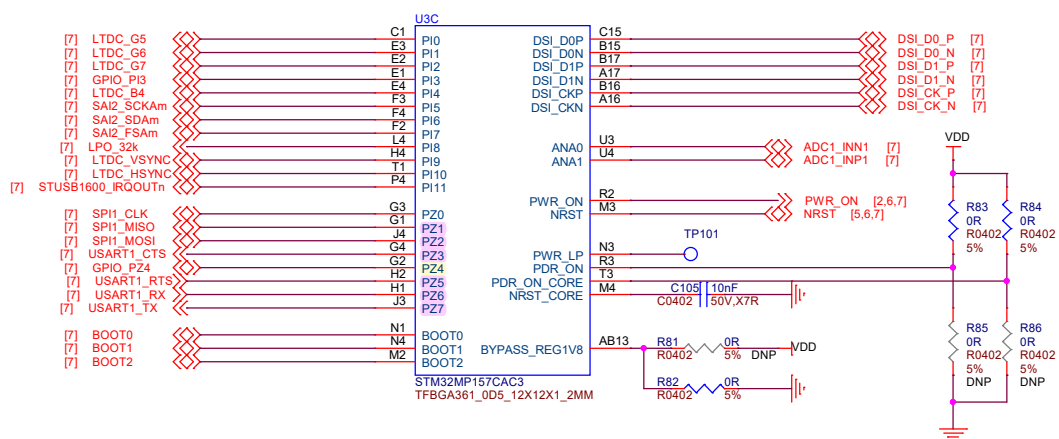 U3C
[7] LTDC_G5 C1 PI0 DSI_D0P C15 DSI_D0_P [7]
[7] LTDC_G6 E3 PI1 DSI_D0N B15 DSI_D0_N [7]
[7] LTDC_G7 E2 PI2 DSI_D1P B17 DSI_D1_P [7]
[7] GPIO_PI3 E1 PI3 DSI_D1N A17 DSI_D1_N [7]
[7] LTDC_B4 E4 PI4 DSI_CKP B16 DSI_CK_P [7]
[7] SAI2_SCKAm F3 PI5 DSI_CKN A16 DSI_CK_N [7]
[7] SAI2_SDAm F4 PI6
[7] SAI2_FSAm F2 PI7
[7] LPO_32k L4 PI8 ANA0 U3 ADC1_INN1 [7]
[7] LTDC_VSYNC H4 PI9 ANA1 U4 ADC1_INP1 [7]
[7] LTDC_HSYNC T1 PI10
[7] STUSB1600_IRQOUTn P4 PI11
PWR_ON R2 PWR_ON [2,6,7]
[7] SPI1_CLK G3 PZ0 NRST M3 NRST [5,6,7]
[7] SPI1_MISO G1 PZ1
[7] SPI1_MOSI J4 PZ2
[7] USART1_CTS G4 PZ3 PWR_LP N3 TP101
[7] GPIO_PZ4 G2 PZ4 PDR_ON R3
[7] USART1_RTS H2 PZ5 PDR_ON_CORE T3
[7] USART1_RX H1 PZ6 NRST_CORE M4 C105 10nF
C0402 50V,X7R
[7] USART1_TX J3 PZ7
[7] BOOT0 N1 BOOT0
[7] BOOT1 N4 BOOT1 BYPASS_REG1V8 AB13
[7] BOOT2 M2 BOOT2
STM32MP157CAC3
TFBGA361_0D5_12X12X1_2MM
R81 0R
R0402 5% DNP VDD
R82 0R
R0402 5%
VDD
R83
0R
R0402
5%
R84
0R
R0402
5%
R85
0R
R0402
5%
DNP
R86
0R
R0402
5%
DNP